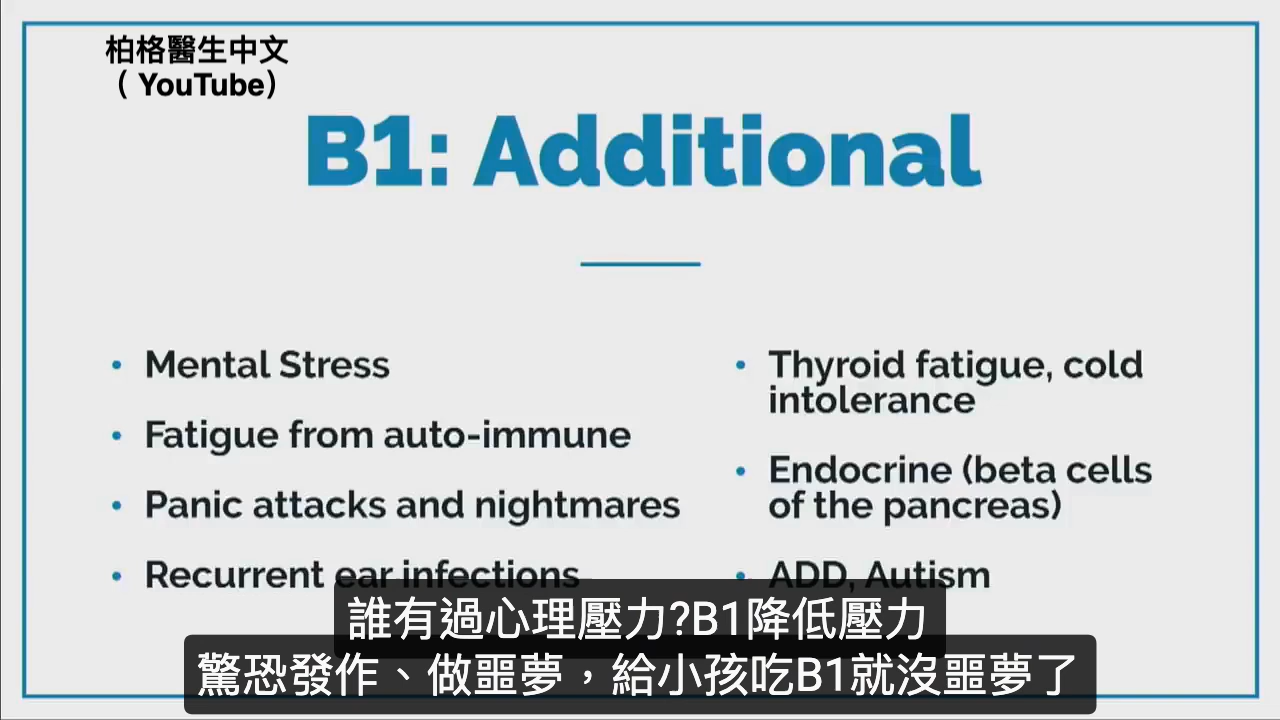 柏格醫生中文
（ YouTube）
B1: Additional
• Mental Stress
• Fatigue from auto-immune
• Panic attacks and nightmares
• Recurrent ear infections
• Thyroid fatigue, cold
intolerance
• Endocrine (beta cells
of the pancreas)
• ADD, Autism
誰有過心理壓力?B1降低壓力
驚恐發作、做噩夢，給小孩吃B1就沒噩夢了